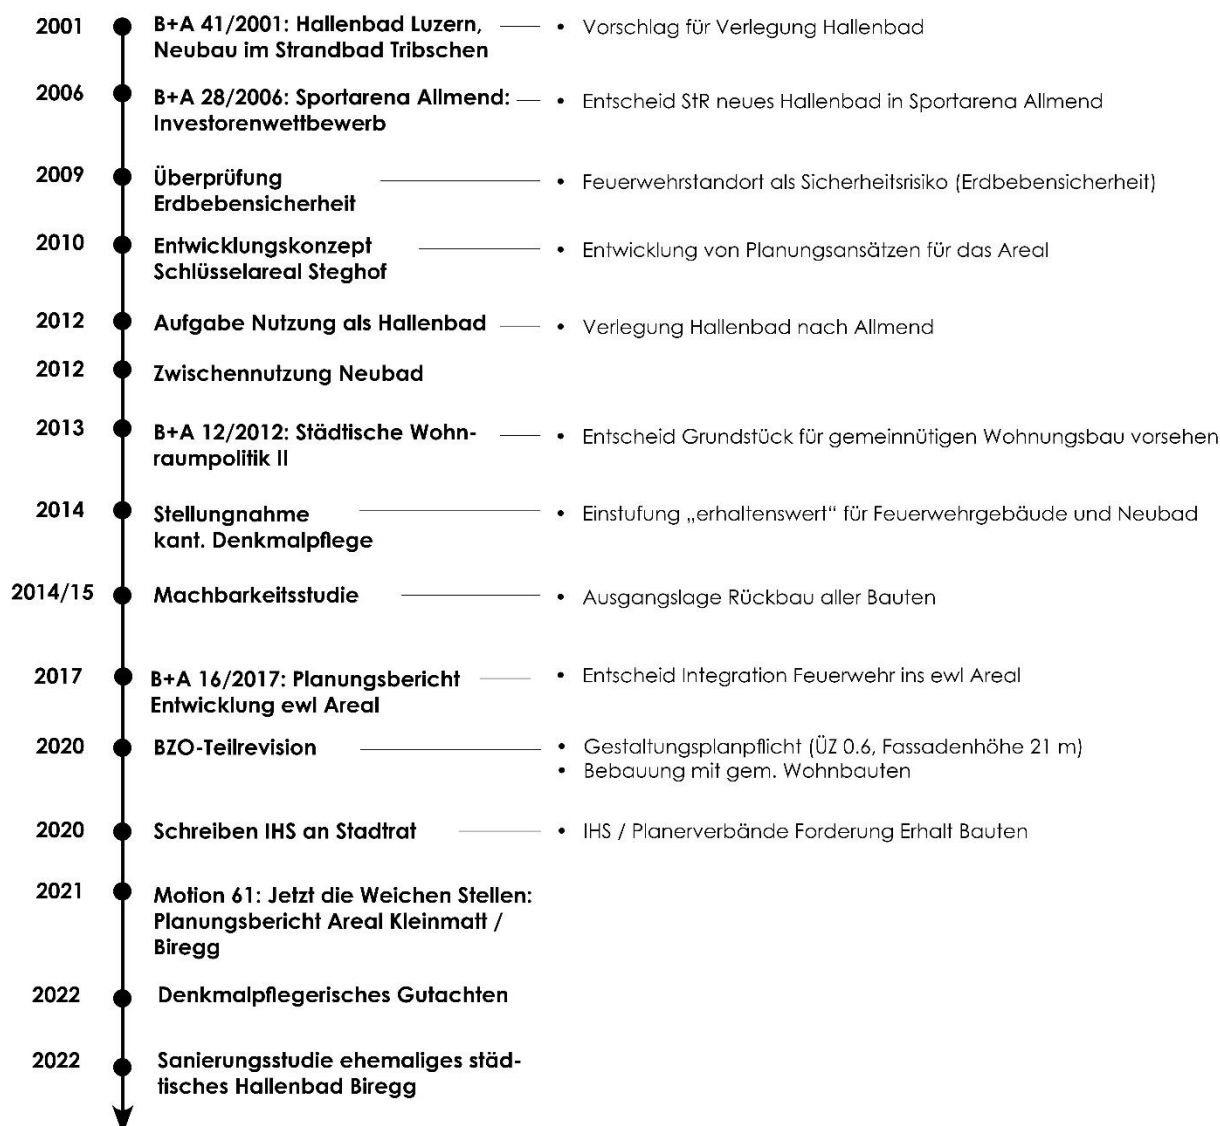 2001 B+A 41/2001: Hallenbad Luzern, • Vorschlag für Verlegung Hallenbad
Neubau im Strandbad Tribschen
2006 B+A 28/2006: Sportarena Allmend: • Entscheid StR neues Hallenbad in Sportarena Allmend
Investorenwettbewerb
2009 Überprüfung • Feuerwehrstandort als Sicherheitsrisiko (Erdbebensicherheit)
Erdbebensicherheit
2010 Entwicklungskonzept • Entwicklung von Planungsansätzen für das Areal
Schlüsselareal Steghof
2012 Aufgabe Nutzung als Hallenbad • Verlegung Hallenbad nach Allmend
2012 Zwischennutzung Neubad
2013 B+A 12/2012: Städtische Wohn- • Entscheid Grundstück für gemeinnütigen Wohnungsbau vorsehen
raumpolitik II
2014 Stellungnahme • Einstufung „erhaltenswert“ für Feuerwehrgebäude und Neubad
kant. Denkmalpflege
2014/15 Machbarkeitsstudie • Ausgangslage Rückbau aller Bauten
2017 B+A 16/2017: Planungsbericht • Entscheid Integration Feuerwehr ins ewl Areal
Entwicklung ewl Areal
2020 BZO-Teilrevision • Gestaltungsplanpflicht (ÜZ 0.6, Fassadenhöhe 21 m)
• Bebauung mit gem. Wohnbauten
2020 Schreiben IHS an Stadtrat • IHS / Planerverbände Forderung Erhalt Bauten
2021 Motion 61: Jetzt die Weichen Stellen:
Planungsbericht Areal Kleinmatt /
Biregg
2022 Denkmalpflegerisches Gutachten
2022 Sanierungsstudie ehemaliges städ-
tisches Hallenbad Biregg